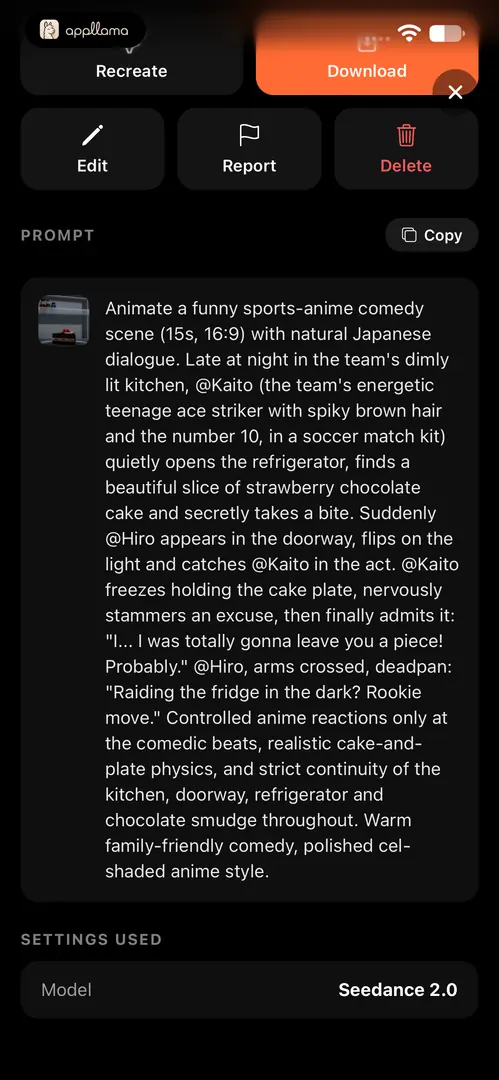 appllama
Recreate
Download
Edit
Report
Delete
PROMPT
Copy
Animate a funny sports-anime comedy
scene (15s, 16:9) with natural Japanese
dialogue. Late at night in the team's dimly
lit kitchen, @Kaito (the team's energetic
teenage ace striker with spiky brown hair
and the number 10, in a soccer match kit)
quietly opens the refrigerator, finds a
beautiful slice of strawberry chocolate
cake and secretly takes a bite. Suddenly
@Hiro appears in the doorway, flips on the
light and catches @Kaito in the act. @Kaito
freezes holding the cake plate, nervously
stammers an excuse, then finally admits it:
"I... I was totally gonna leave you a piece!
Probably." @Hiro, arms crossed, deadpan:
"Raiding the fridge in the dark? Rookie
move." Controlled anime reactions only at
the comedic beats, realistic cake-and-
plate physics, and strict continuity of the
kitchen, doorway, refrigerator and
chocolate smudge throughout. Warm
family-friendly comedy, polished cel-
shaded anime style.
SETTINGS USED
Model
Seedance 2.0